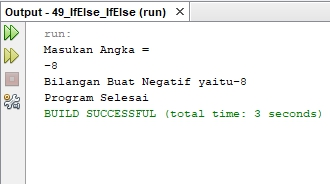 Output - 49_IfElse_IfElse (run) ×
run:
Masukan Angka =
-8
Bilangan Buat Negatif yaitu-8
Program Selesai
BUILD SUCCESSFUL (total time: 3 seconds)